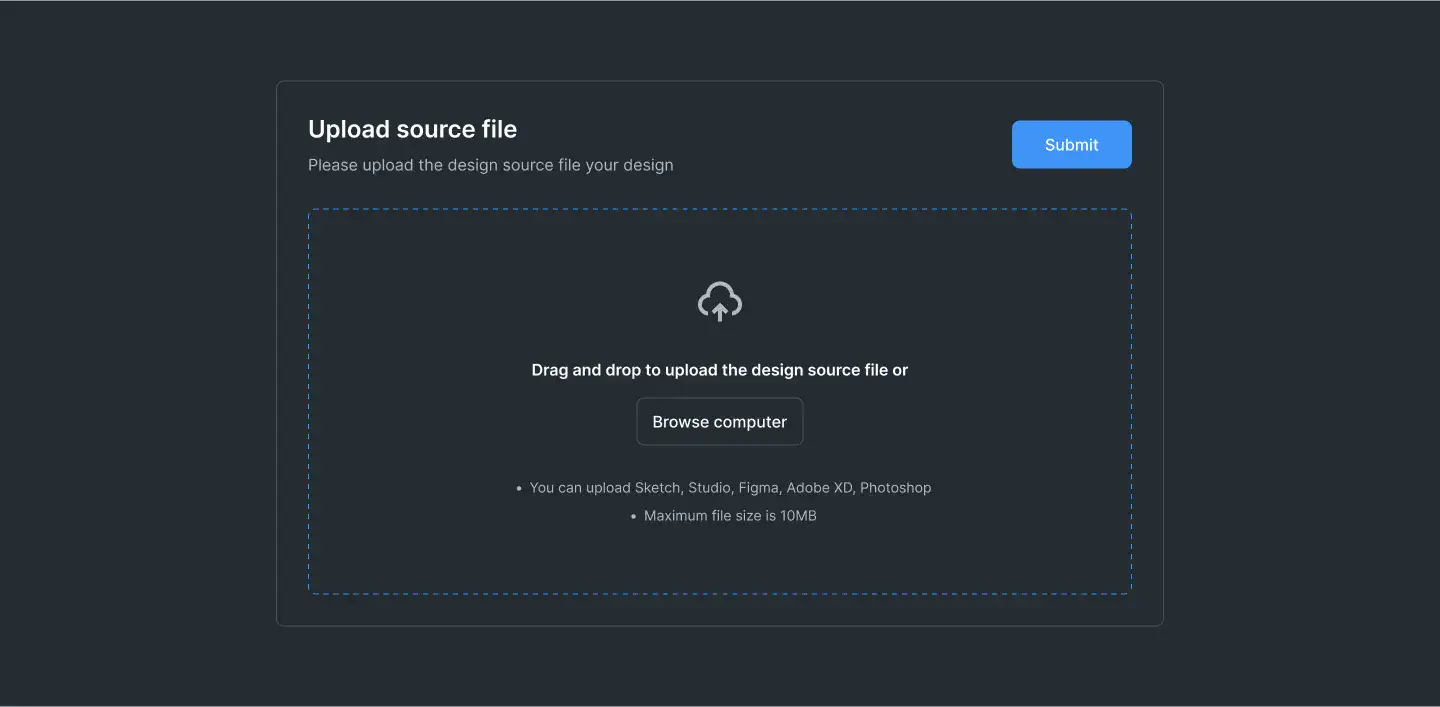 Upload source file
Please upload the design source file your design
Submit
Drag and drop to upload the design source file or
Browse computer
• You can upload Sketch, Studio, Figma, Adobe XD, Photoshop
• Maximum file size is 10MB